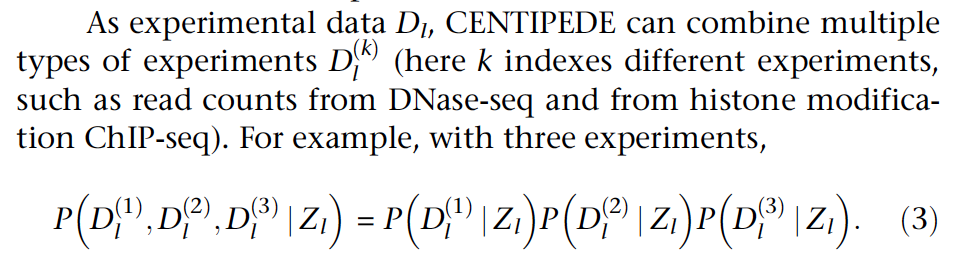 As experimental data D_l, CENTIPEDE can combine multiple
types of experiments D_l^{(k)} (here k indexes different experiments,
such as read counts from DNase-seq and from histone modifica-
tion ChIP-seq). For example, with three experiments,
P(D_l^{(1)}, D_l^{(2)}, D_l^{(3)} | Z_l) = P(D_l^{(1)} | Z_l)P(D_l^{(2)} | Z_l)P(D_l^{(3)} | Z_l). (3)